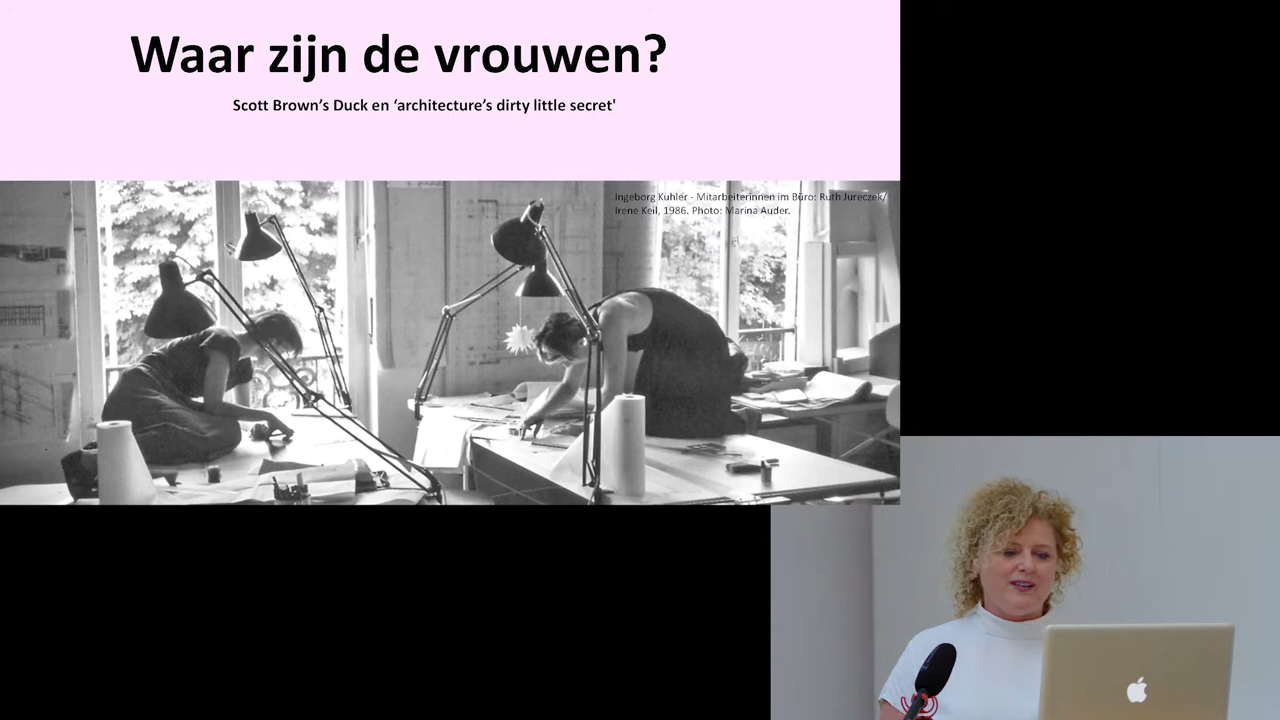 Waar zijn de vrouwen?
Scott Brown’s Duck en ‘architecture’s dirty little secret'
Ingeborg Kuhler - Mitarbeiterinnen im Büro: Ruth Jureczek/
Irene Keil, 1986. Photo: Marina Auder.